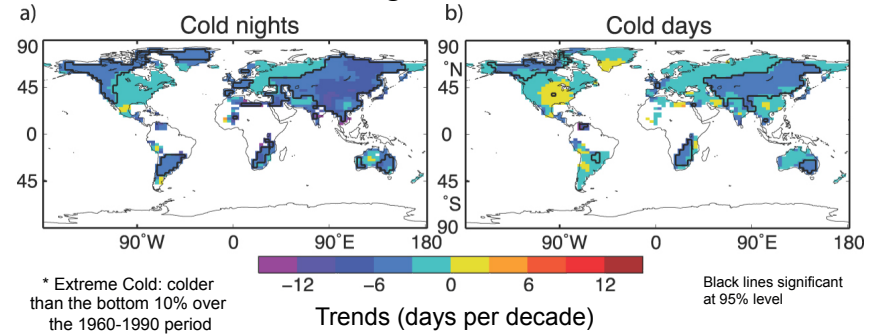 a)
Cold nights
b)
Cold days
90
45
0
45
90°W
0
90°E
180
90
°N
45
0
45
°S
90
90°W
0
90°E
180
−12
−6
0
6
12
* Extreme Cold: colder
than the bottom 10% over
the 1960-1990 period
Trends (days per decade)
Black lines significant
at 95% level